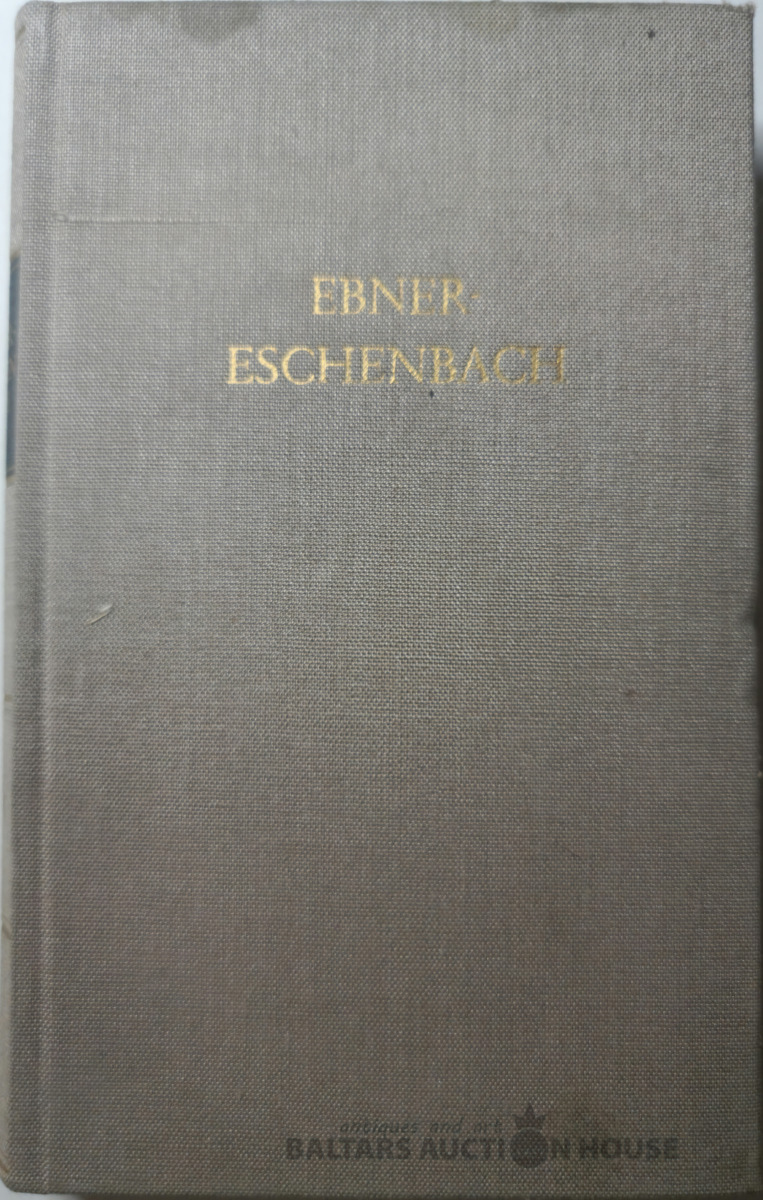 EBNER-
ESCHENBACH
antiques and art
BALTARS AUCTION HOUSE